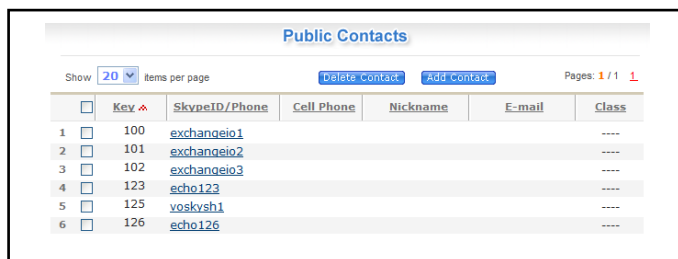 Public Contacts
Show 20 items per page Delete Contact Add Contact Pages: 1 / 1 1
Key SkypeID/Phone Cell Phone Nickname E-mail Class
1 100 exchangeio1 ----
2 101 exchangeio2 ----
3 102 exchangeio3 ----
4 123 echo123 ----
5 125 voskysh1 ----
6 126 echo126 ----